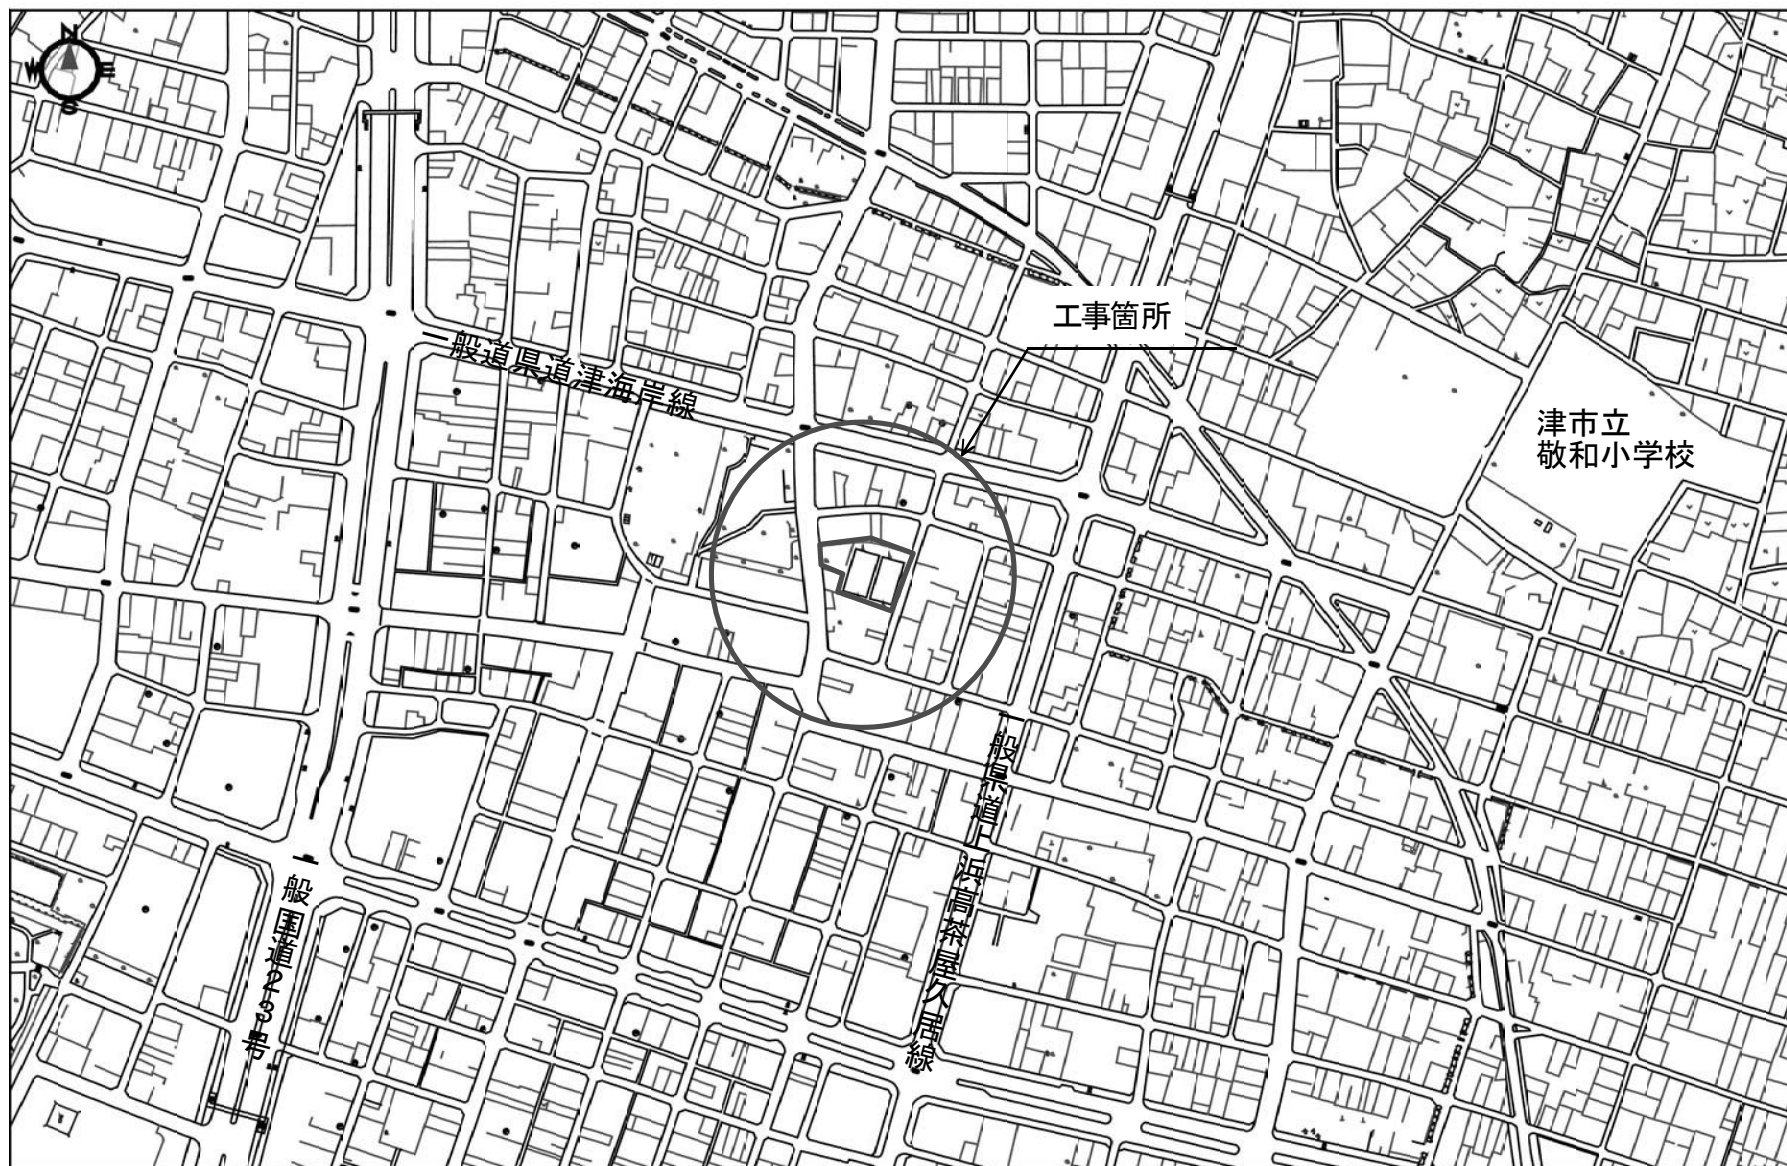 N
W E
S
工事箇所
一般道県道津海岸線
津市立
敬和小学校
一般県道上浜高茶屋久居線
一般国道23号